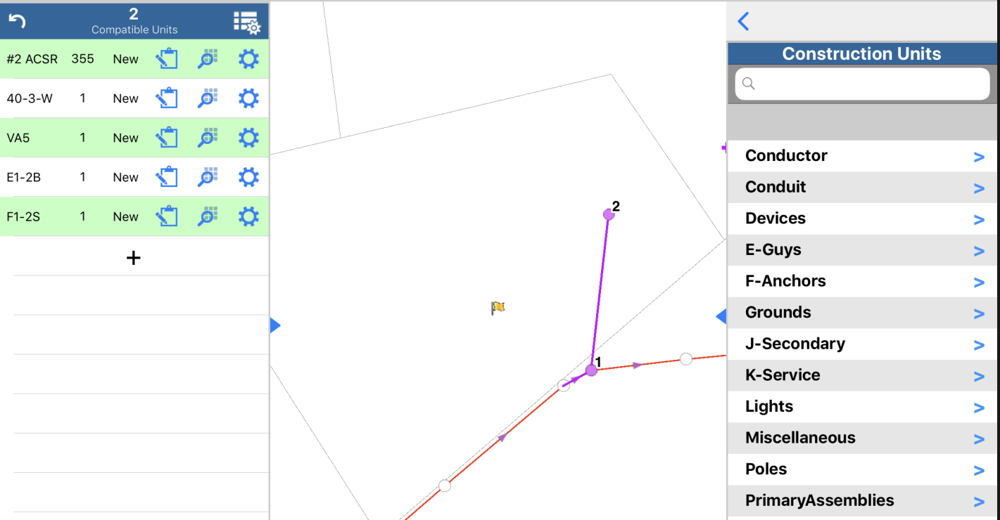 2
Compatible Units
#2 ACSR 355 New
40-3-W 1 New
VA5 1 New
E1-2B 1 New
F1-2S 1 New
+
2
1
Construction Units
Conductor >
Conduit >
Devices >
E-Guys >
F-Anchors >
Grounds >
J-Secondary >
K-Service >
Lights >
Miscellaneous >
Poles >
PrimaryAssemblies >